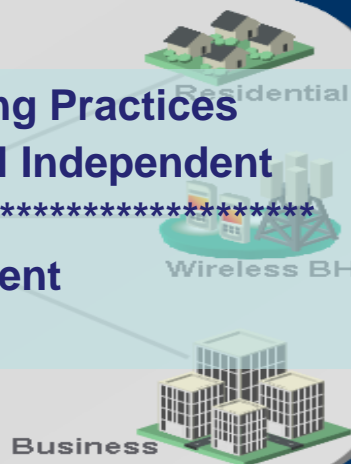 Residential
ng Practices
l Independent
*******************
ent
Wireless BH
Business